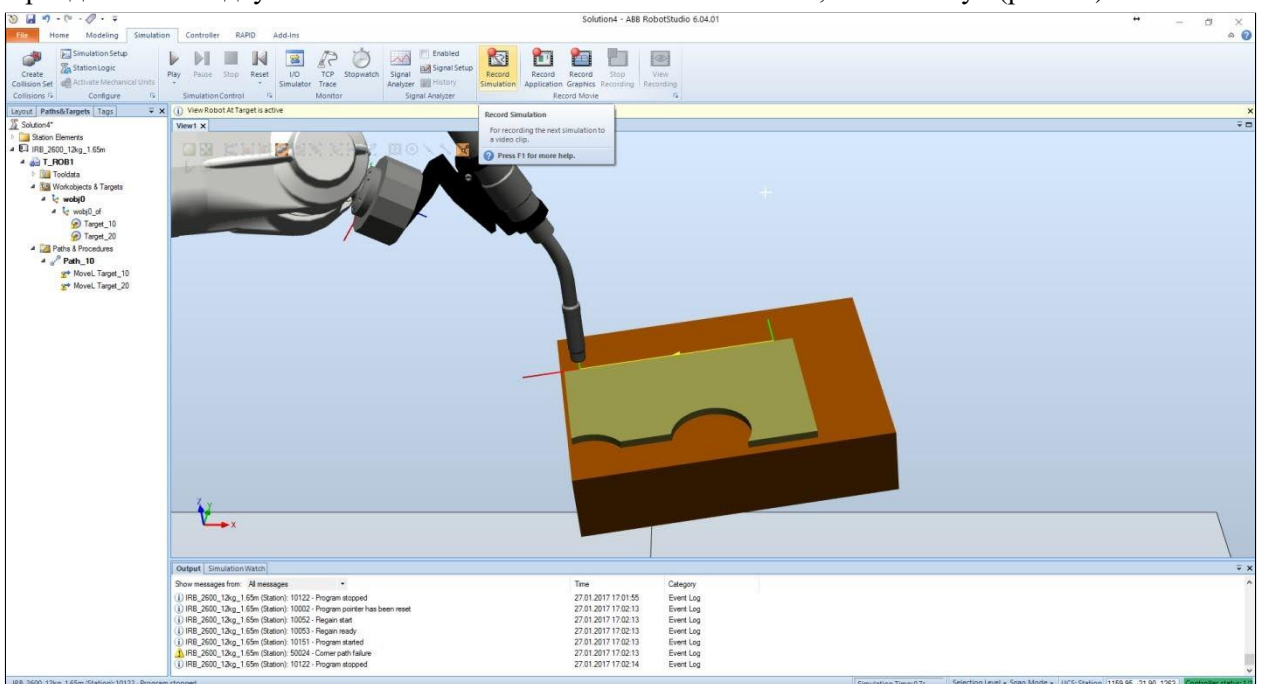 Solution4 - ABB RobotStudio 6.04.01
File Home Modeling Simulation Controller RAPID Add-Ins
Create Collision Set
Simulation Setup
Station Logic
Activate Mechanical Units
Play Pause Stop Reset
I/O Simulator
TCP Trace
Stopwatch
Signal Analyzer
Enabled
Signal Setup
History
Record Simulation
Record Application
Record Graphics
Stop Recording
View Recording
Collisions Configure Simulation Control Monitor Signal Analyzer Record Movie
Layout Paths&Targets Tags
View Robot At Target is active
View1
Record Simulation
For recording the next simulation to
a video clip.
Press F1 for more help.
Solution4*
Station Elements
IRB_2600_12kg_1.65m
T_ROB1
Tooldata
Workobjects & Targets
wobj0
wobj0_of
Target_10
Target_20
Paths & Procedures
Path_10
MoveL Target_10
MoveL Target_20
Z Y X
Output Simulation Watch
Show messages from: All messages Time Category
IRB_2600_12kg_1.65m (Station): 10122 - Program stopped 27.01.2017 17:01:55 Event Log
IRB_2600_12kg_1.65m (Station): 10002 - Program pointer has been reset 27.01.2017 17:02:13 Event Log
IRB_2600_12kg_1.65m (Station): 10052 - Regain start 27.01.2017 17:02:13 Event Log
IRB_2600_12kg_1.65m (Station): 10053 - Regain ready 27.01.2017 17:02:13 Event Log
IRB_2600_12kg_1.65m (Station): 10151 - Program started 27.01.2017 17:02:13 Event Log
IRB_2600_12kg_1.65m (Station): 50024 - Corner path failure 27.01.2017 17:02:13 Event Log
IRB_2600_12kg_1.65m (Station): 10122 - Program stopped 27.01.2017 17:02:14 Event Log